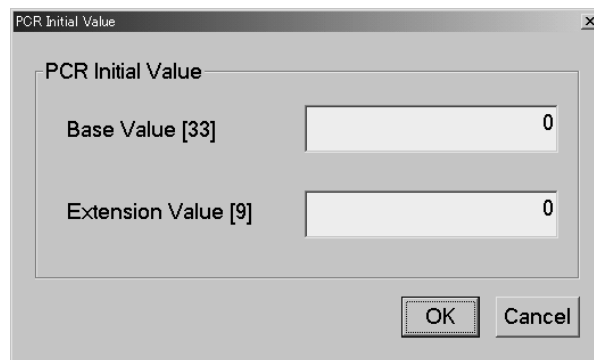 PCR Initial Value
PCR Initial Value
Base Value [33]
0
Extension Value [9]
0
OK
Cancel